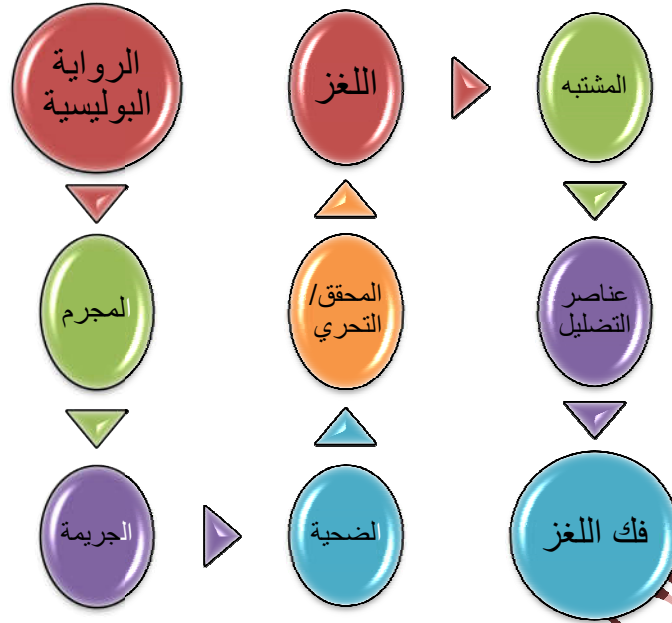 الرواية
البوليسية
المجرم
الجريمة
الضحية
المحقق/
التحري
اللغز
المشتبه
عناصر
التضليل
فك اللغز